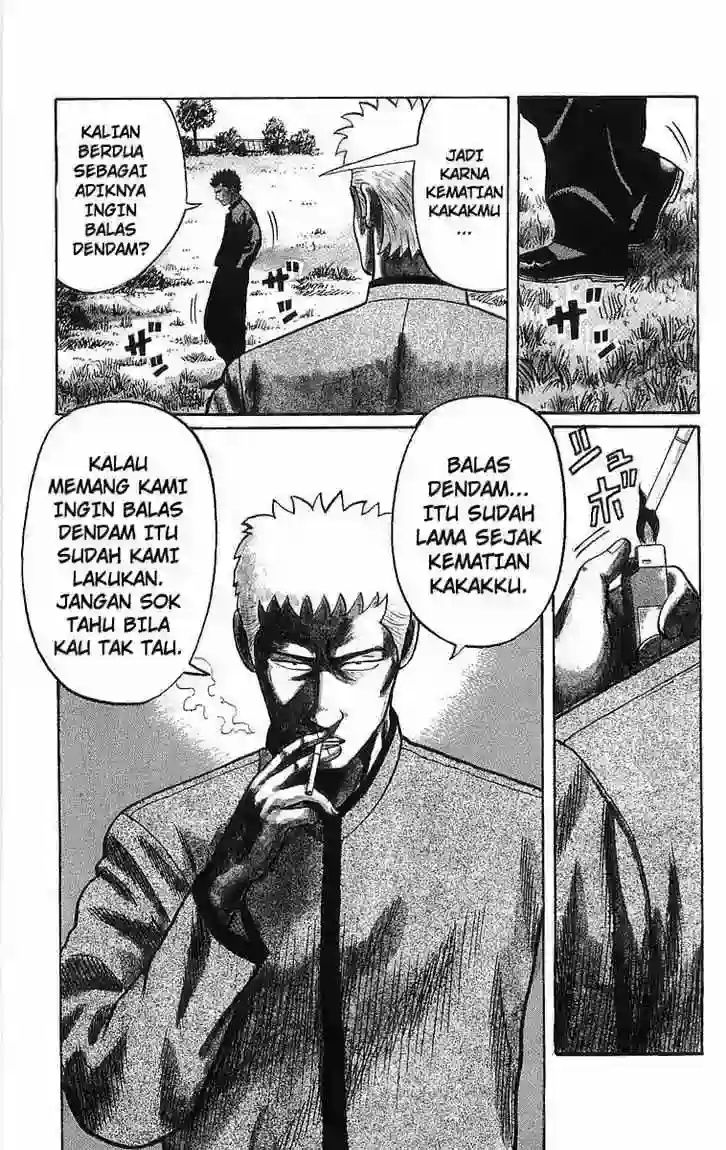 JADI
KARNA
KEMATIAN
KAKAKMU
...
KALIAN
BERDUA
SEBAGAI
ADIKNYA
INGIN
BALAS
DENDAM?
ザ"
ザ"
ザ"
ザ"
シュ
ボ
BALAS
DENDAM...
ITU SUDAH
LAMA SEJAK
KEMATIAN
KAKAKKU.
KALAU
MEMANG KAMI
INGIN BALAS
DENDAM ITU
SUDAH KAMI
LAKUKAN.
JANGAN SOK
TAHU BILA
KAU TAK TAU.